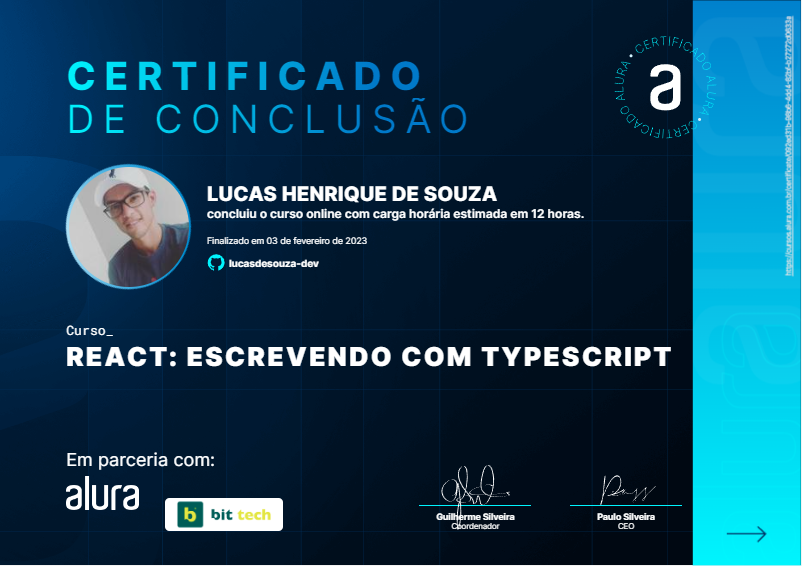 CERTIFICADO
DE CONCLUSÃO
CERTIFICADO ALURA • CERTIFICADO ALURA •
a
LUCAS HENRIQUE DE SOUZA
concluiu o curso online com carga horária estimada em 12 horas.
Finalizado em 03 de fevereiro de 2023
lucasdesouza-dev
Curso_
REACT: ESCREVENDO COM TYPESCRIPT
Em parceria com:
alura
b bit tech
Guilherme Silveira
Coordenador
Paulo Silveira
CEO